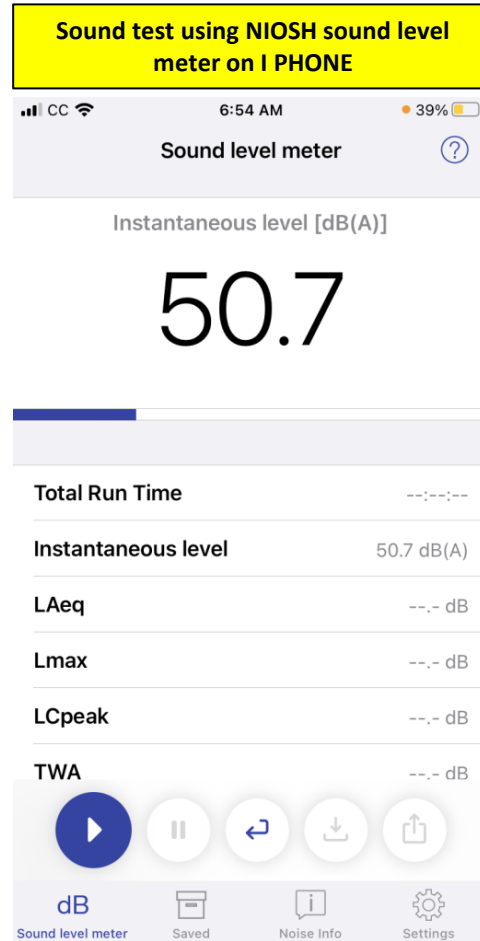 Sound test using NIOSH sound level
meter on I PHONE
CC 6:54 AM 39%
Sound level meter ?
Instantaneous level [dB(A)]
50.7
Total Run Time --:--:--
Instantaneous level 50.7 dB(A)
LAeq --.- dB
Lmax --.- dB
LCpeak --.- dB
TWA --.- dB
dB
Sound level meter Saved Noise Info Settings